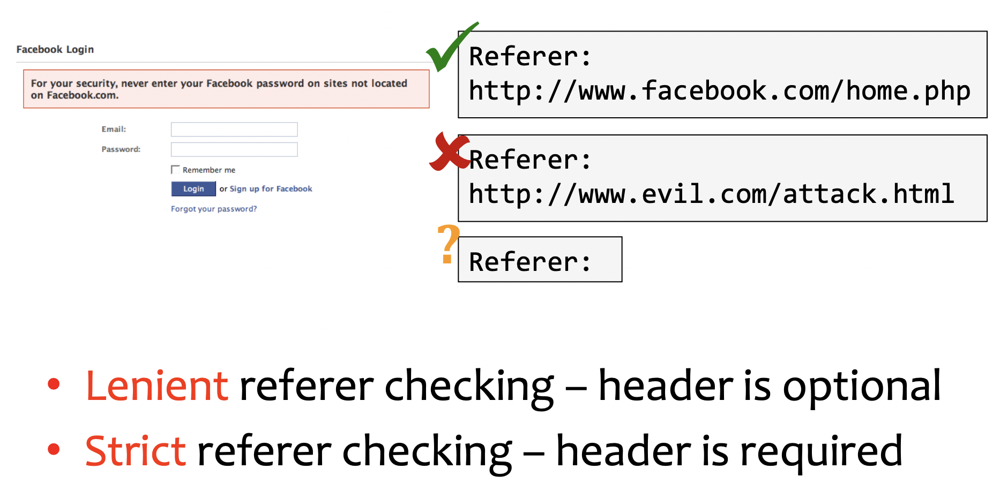 Facebook Login
For your security, never enter your Facebook password on sites not located
on Facebook.com.
Email:
Password:
Remember me
Login or Sign up for Facebook
Forgot your password?
Referer:
http://www.facebook.com/home.php
Referer:
http://www.evil.com/attack.html
?
Referer:
• Lenient referer checking – header is optional
• Strict referer checking – header is required